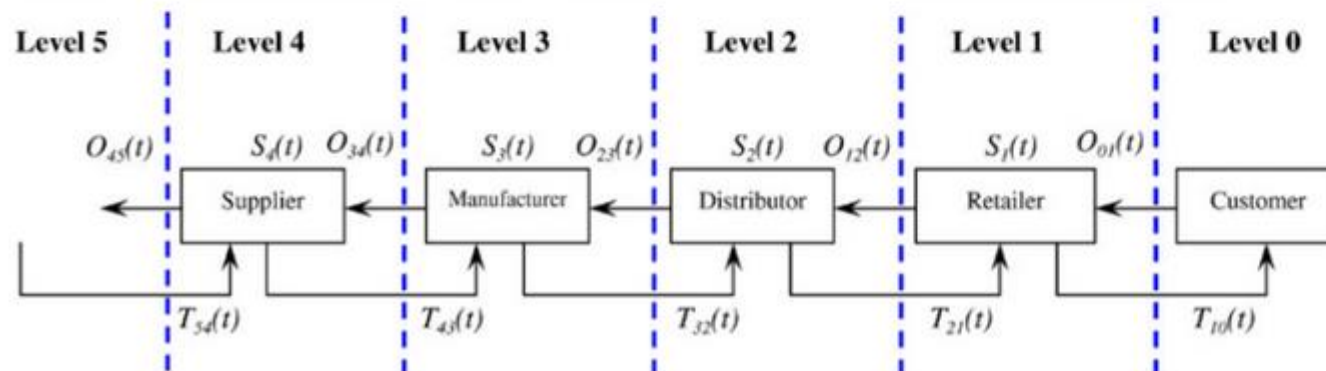 Level 5 Level 4 Level 3 Level 2 Level 1 Level 0
O45(t) S4(t) O34(t) S3(t) O23(t) S2(t) O12(t) S1(t) O01(t)
Supplier Manufacturer Distributor Retailer Customer
T54(t) T43(t) T32(t) T21(t) T10(t)